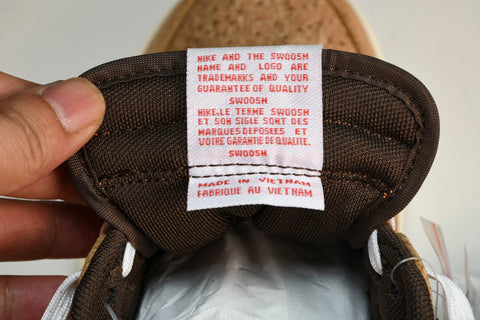 NIKE AND THE SWOOSH
NAME AND LOGO ARE
TRADEMARKS AND YOUR
GUARANTEE OF QUALITY
SWOOSH
NIKE,LE TERME SWOOSH
ET SON SIGLE SONT DES
MARQUES DEPOSEES ET
VOTRE GARANTIE DE QUALITE.
SWOOSH
MADE IN VIETNAM
FABRIQUE AU VIETNAM